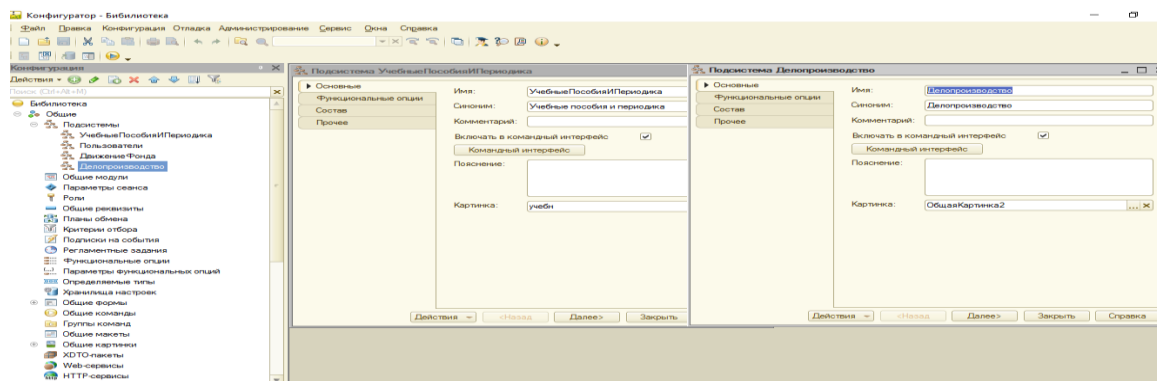 Конфигуратор - Библиотека
Файл Правка Конфигурация Отладка Администрирование Сервис Окна Справка
Конфигурация
Действия
Поиск (Ctrl+Alt+M)
Библиотека
Общие
Подсистемы
УчебныеПособияИПериодика
Пользователи
ДвижениеФонда
Делопроизводство
Общие модули
Параметры сеанса
Роли
Общие реквизиты
Планы обмена
Критерии отбора
Подписки на события
Регламентные задания
Функциональные опции
Параметры функциональных опций
Определяемые типы
Хранилища настроек
Общие формы
Общие команды
Группы команд
Общие макеты
Общие картинки
XDTO-пакеты
Web-сервисы
HTTP-сервисы
Подсистема УчебныеПособияИПериодика
Основные
Функциональные опции
Состав
Прочее
Имя: УчебныеПособияИПериодика
Синоним: Учебные пособия и периодика
Комментарий:
Включать в командный интерфейс
Командный интерфейс
Пояснение:
Картинка: учебн
Действия <Назад Далее> Закрыть
Подсистема Делопроизводство
Основные
Функциональные опции
Состав
Прочее
Имя: Делопроизводство
Синоним: Делопроизводство
Комментарий:
Включать в командный интерфейс
Командный интерфейс
Пояснение:
Картинка: ОбщаяКартинка2 ...
Действия <Назад Далее> Закрыть Справка